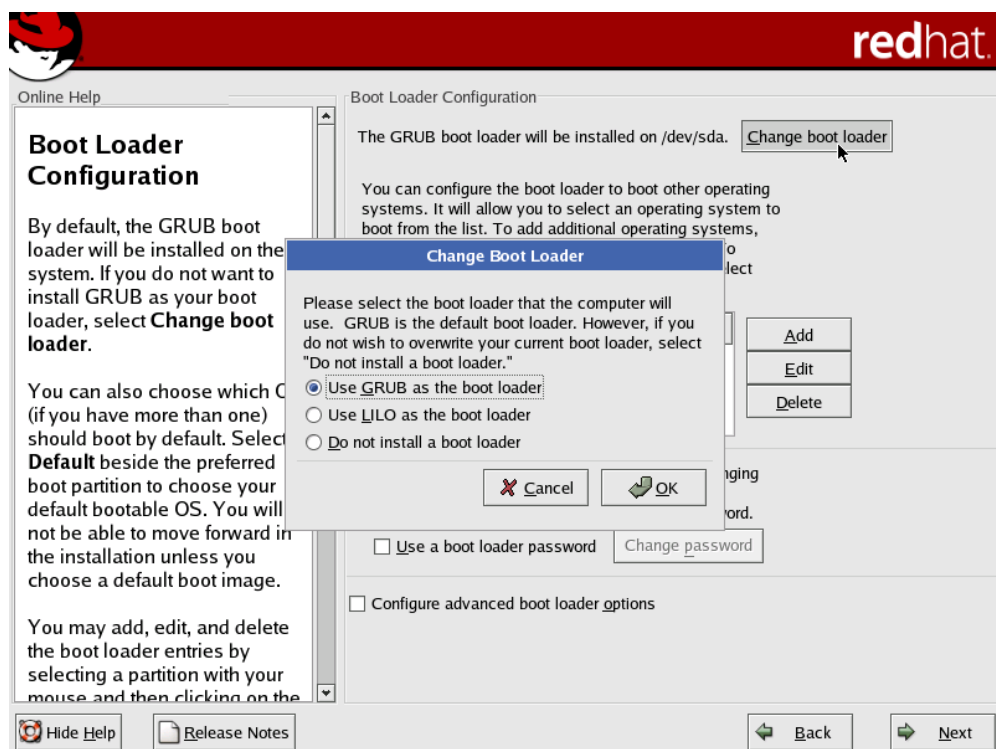 redhat.
Online Help
Boot Loader
Configuration
By default, the GRUB boot
loader will be installed on the
system. If you do not want to
install GRUB as your boot
loader, select Change boot
loader.
You can also choose which
(if you have more than one)
should boot by default. Select
Default beside the preferred
boot partition to choose your
default bootable OS. You will
not be able to move forward in
the installation unless you
choose a default boot image.
You may add, edit, and delete
the boot loader entries by
selecting a partition with your
mouse and then clicking on the
Boot Loader Configuration
The GRUB boot loader will be installed on /dev/sda.
Change boot loader
You can configure the boot loader to boot other operating
systems. It will allow you to select an operating system to
boot from the list. To add additional operating systems,
Change Boot Loader
Please select the boot loader that the computer will
use. GRUB is the default boot loader. However, if you
do not wish to overwrite your current boot loader, select
"Do not install a boot loader."
Use GRUB as the boot loader
Use LILO as the boot loader
Do not install a boot loader
Cancel
OK
Add
Edit
Delete
Use a boot loader password
Change password
Configure advanced boot loader options
Hide Help
Release Notes
Back
Next